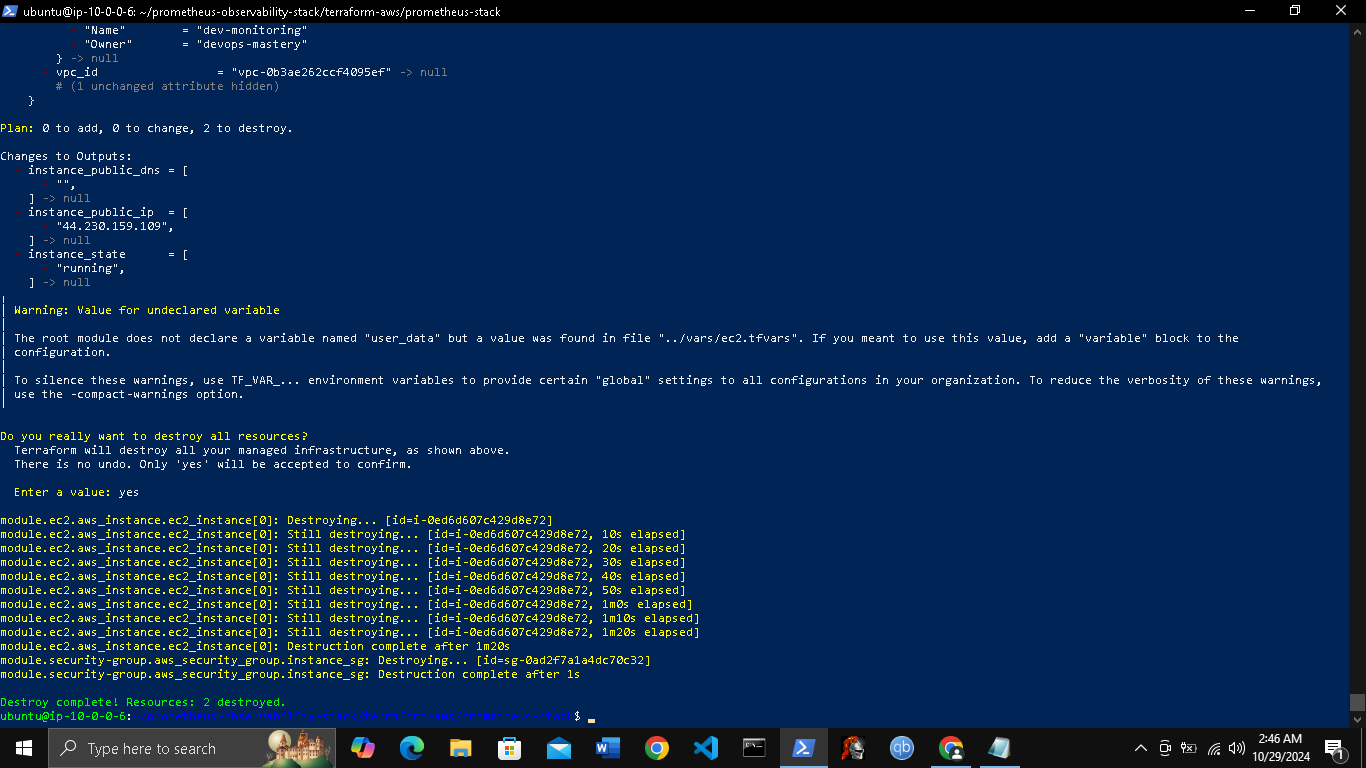 ubuntu@ip-10-0-0-6: ~/prometheus-observability-stack/terraform-aws/prometheus-stack
- "Name" = "dev-monitoring"
- "Owner" = "devops-mastery"
} -> null
- vpc_id = "vpc-0b3ae262ccf4095ef" -> null
# (1 unchanged attribute hidden)
}
Plan: 0 to add, 0 to change, 2 to destroy.
Changes to Outputs:
- instance_public_dns = [
- "",
] -> null
- instance_public_ip = [
- "44.230.159.109",
] -> null
- instance_state = [
- "running",
] -> null
Warning: Value for undeclared variable
The root module does not declare a variable named "user_data" but a value was found in file "../vars/ec2.tfvars". If you meant to use this value, add a "variable" block to the
configuration.
To silence these warnings, use TF_VAR_... environment variables to provide certain "global" settings to all configurations in your organization. To reduce the verbosity of these warnings,
use the -compact-warnings option.
Do you really want to destroy all resources?
Terraform will destroy all your managed infrastructure, as shown above.
There is no undo. Only 'yes' will be accepted to confirm.
Enter a value: yes
module.ec2.aws_instance.ec2_instance[0]: Destroying... [id=i-0ed6d607c429d8e72]
module.ec2.aws_instance.ec2_instance[0]: Still destroying... [id=i-0ed6d607c429d8e72, 10s elapsed]
module.ec2.aws_instance.ec2_instance[0]: Still destroying... [id=i-0ed6d607c429d8e72, 20s elapsed]
module.ec2.aws_instance.ec2_instance[0]: Still destroying... [id=i-0ed6d607c429d8e72, 30s elapsed]
module.ec2.aws_instance.ec2_instance[0]: Still destroying... [id=i-0ed6d607c429d8e72, 40s elapsed]
module.ec2.aws_instance.ec2_instance[0]: Still destroying... [id=i-0ed6d607c429d8e72, 50s elapsed]
module.ec2.aws_instance.ec2_instance[0]: Still destroying... [id=i-0ed6d607c429d8e72, 1m0s elapsed]
module.ec2.aws_instance.ec2_instance[0]: Still destroying... [id=i-0ed6d607c429d8e72, 1m10s elapsed]
module.ec2.aws_instance.ec2_instance[0]: Still destroying... [id=i-0ed6d607c429d8e72, 1m20s elapsed]
module.ec2.aws_instance.ec2_instance[0]: Destruction complete after 1m20s
module.security-group.aws_security_group.instance_sg: Destroying... [id=sg-0ad2f7a1a4dc70c32]
module.security-group.aws_security_group.instance_sg: Destruction complete after 1s
Destroy complete! Resources: 2 destroyed.
ubuntu@ip-10-0-0-6:~/prometheus-observability-stack/terraform-aws/prometheus-stack$
Type here to search
qb
2:46 AM
10/29/2024
1